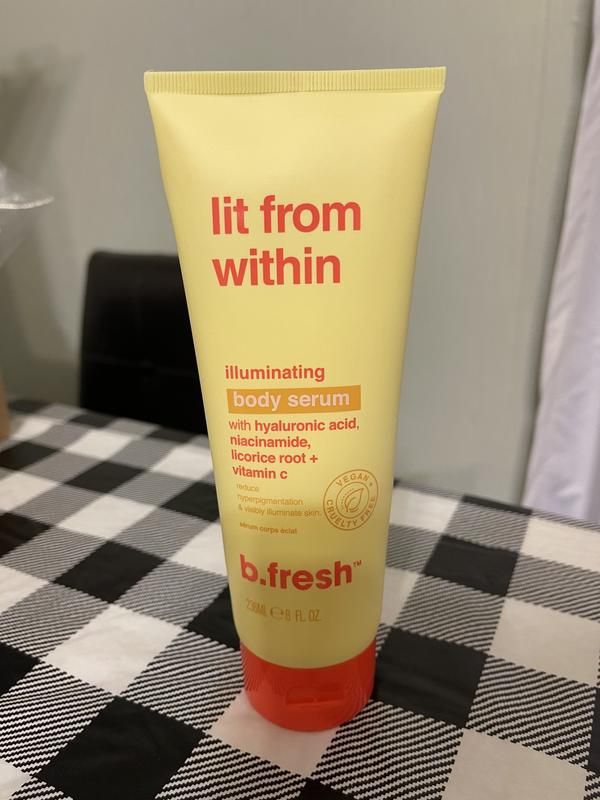 lit from
within
illuminating
body serum
with hyaluronic acid,
niacinamide,
licorice root +
vitamin c
reduce
hyperpigmentation
& visibly illuminate skin.
sérum corps éclat
VEGAN +
CRUELTY FREE
b.fresh™
236ML ℮ 8 FL. OZ.